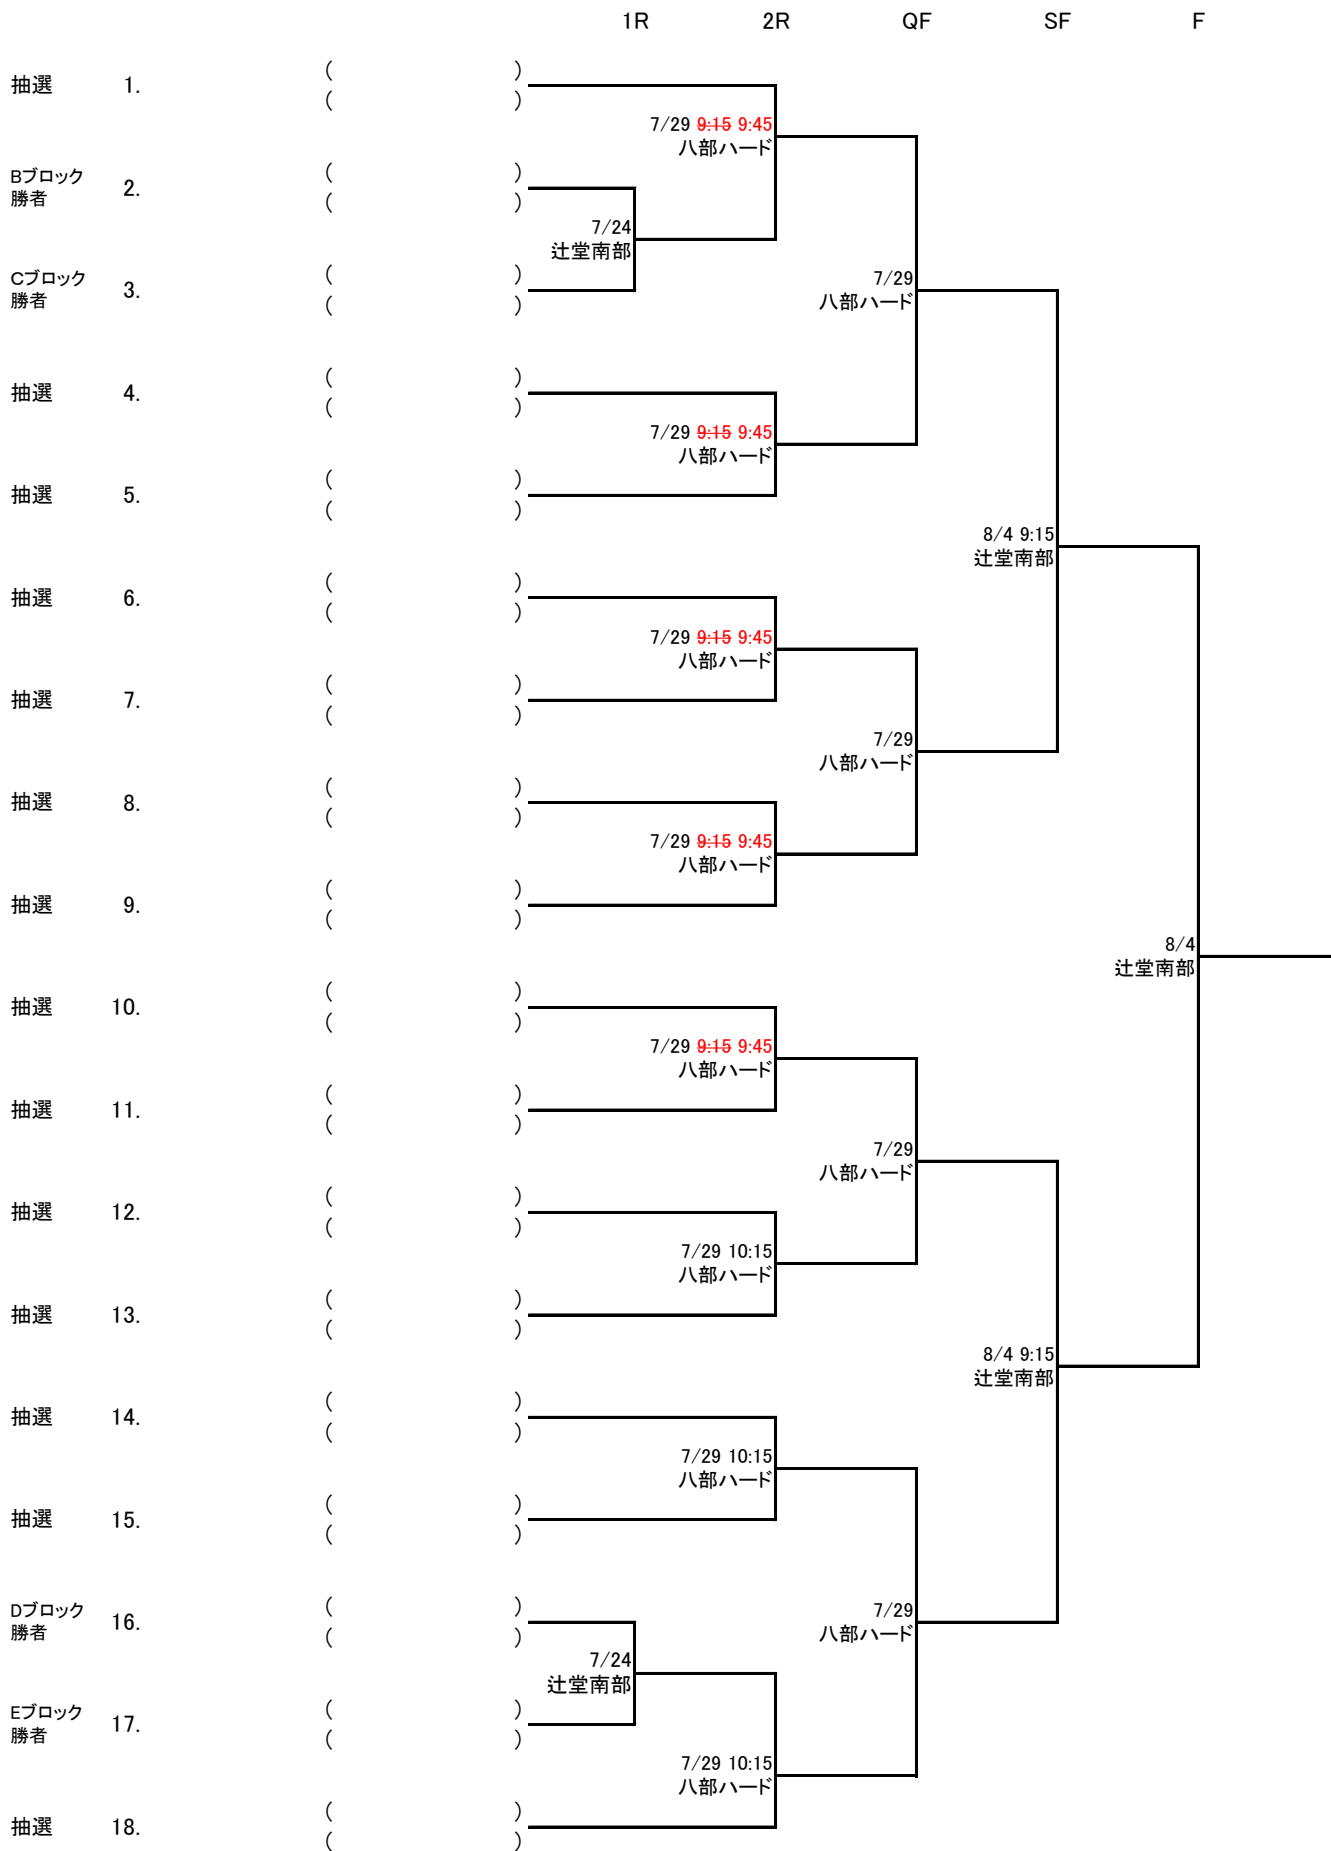 1R 2R QF SF F
抽選 1. ( )
( )
7/29 9:15 9:45
八部ハード
Bブロック
勝者 2. ( )
( )
7/24
辻堂南部
Cブロック
勝者 3. ( )
( )
7/29
八部ハード
抽選 4. ( )
( )
7/29 9:15 9:45
八部ハード
抽選 5. ( )
( )
8/4 9:15
辻堂南部
抽選 6. ( )
( )
7/29 9:15 9:45
八部ハード
抽選 7. ( )
( )
7/29
八部ハード
抽選 8. ( )
( )
7/29 9:15 9:45
八部ハード
抽選 9. ( )
( )
8/4
辻堂南部
抽選 10. ( )
( )
7/29 9:15 9:45
八部ハード
抽選 11. ( )
( )
7/29
八部ハード
抽選 12. ( )
( )
7/29 10:15
八部ハード
抽選 13. ( )
( )
8/4 9:15
辻堂南部
抽選 14. ( )
( )
7/29 10:15
八部ハード
抽選 15. ( )
( )
Dブロック
勝者 16. ( )
( )
7/29
八部ハード
7/24
辻堂南部
Eブロック
勝者 17. ( )
( )
7/29 10:15
八部ハード
抽選 18. ( )
( )